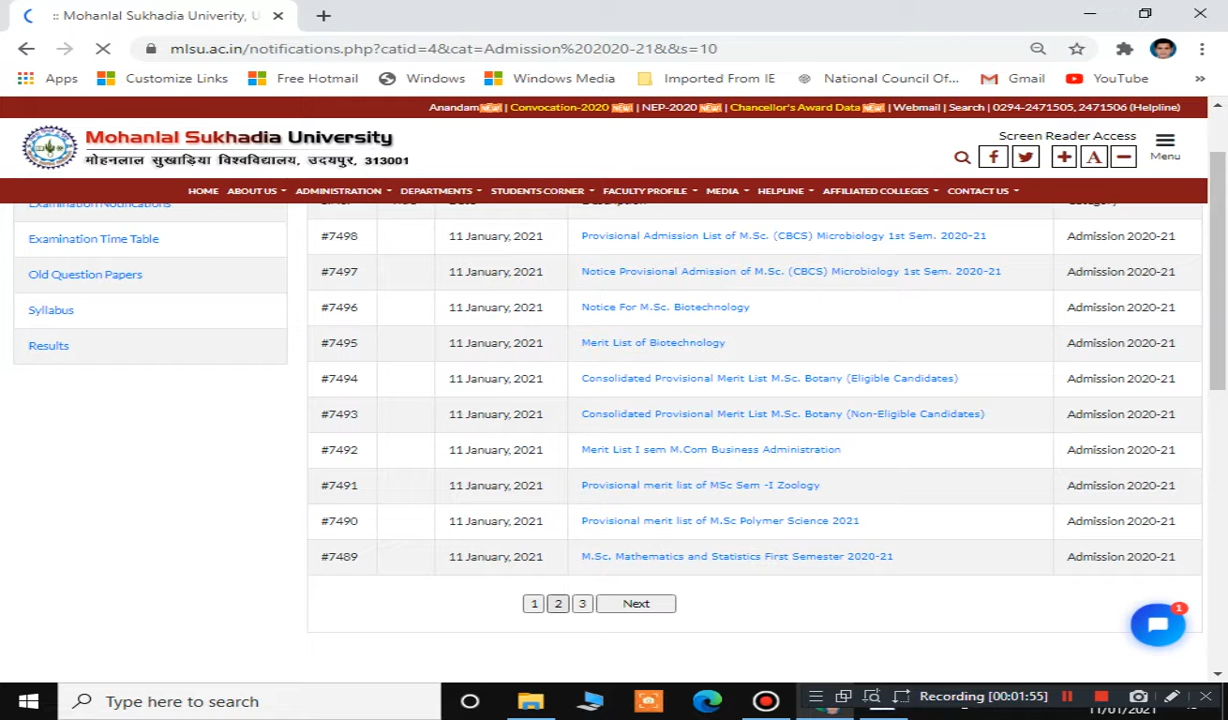 :: Mohanlal Sukhadia Univerity, U
mlsu.ac.in/notifications.php?catid=4&cat=Admission%202020-21&&s=10
Apps Customize Links Free Hotmail Windows Windows Media Imported From IE National Council Of... Gmail YouTube »
Anandam NEW | Convocation-2020 NEW | NEP-2020 NEW | Chancellor's Award Data NEW | Webmail | Search | 0294-2471505, 2471506 (Helpline)
Mohanlal Sukhadia University
मोहनलाल सुखाड़िया विश्वविद्यालय, उदयपुर, 313001
Screen Reader Access
A
Menu
HOME ABOUT US ADMINISTRATION DEPARTMENTS STUDENTS CORNER FACULTY PROFILE MEDIA HELPLINE AFFILIATED COLLEGES CONTACT US
Examination Notifications
Examination Time Table
Old Question Papers
Syllabus
Results
#7498 11 January, 2021 Provisional Admission List of M.Sc. (CBCS) Microbiology 1st Sem. 2020-21 Admission 2020-21
#7497 11 January, 2021 Notice Provisional Admission of M.Sc. (CBCS) Microbiology 1st Sem. 2020-21 Admission 2020-21
#7496 11 January, 2021 Notice For M.Sc. Biotechnology Admission 2020-21
#7495 11 January, 2021 Merit List of Biotechnology Admission 2020-21
#7494 11 January, 2021 Consolidated Provisional Merit List M.Sc. Botany (Eligible Candidates) Admission 2020-21
#7493 11 January, 2021 Consolidated Provisional Merit List M.Sc. Botany (Non-Eligible Candidates) Admission 2020-21
#7492 11 January, 2021 Merit List I sem M.Com Business Administration Admission 2020-21
#7491 11 January, 2021 Provisional merit list of MSc Sem -I Zoology Admission 2020-21
#7490 11 January, 2021 Provisional merit list of M.Sc Polymer Science 2021 Admission 2020-21
#7489 11 January, 2021 M.Sc. Mathematics and Statistics First Semester 2020-21 Admission 2020-21
1 2 3 Next
1
Type here to search
Recording [00:01:55]
11/01/2021